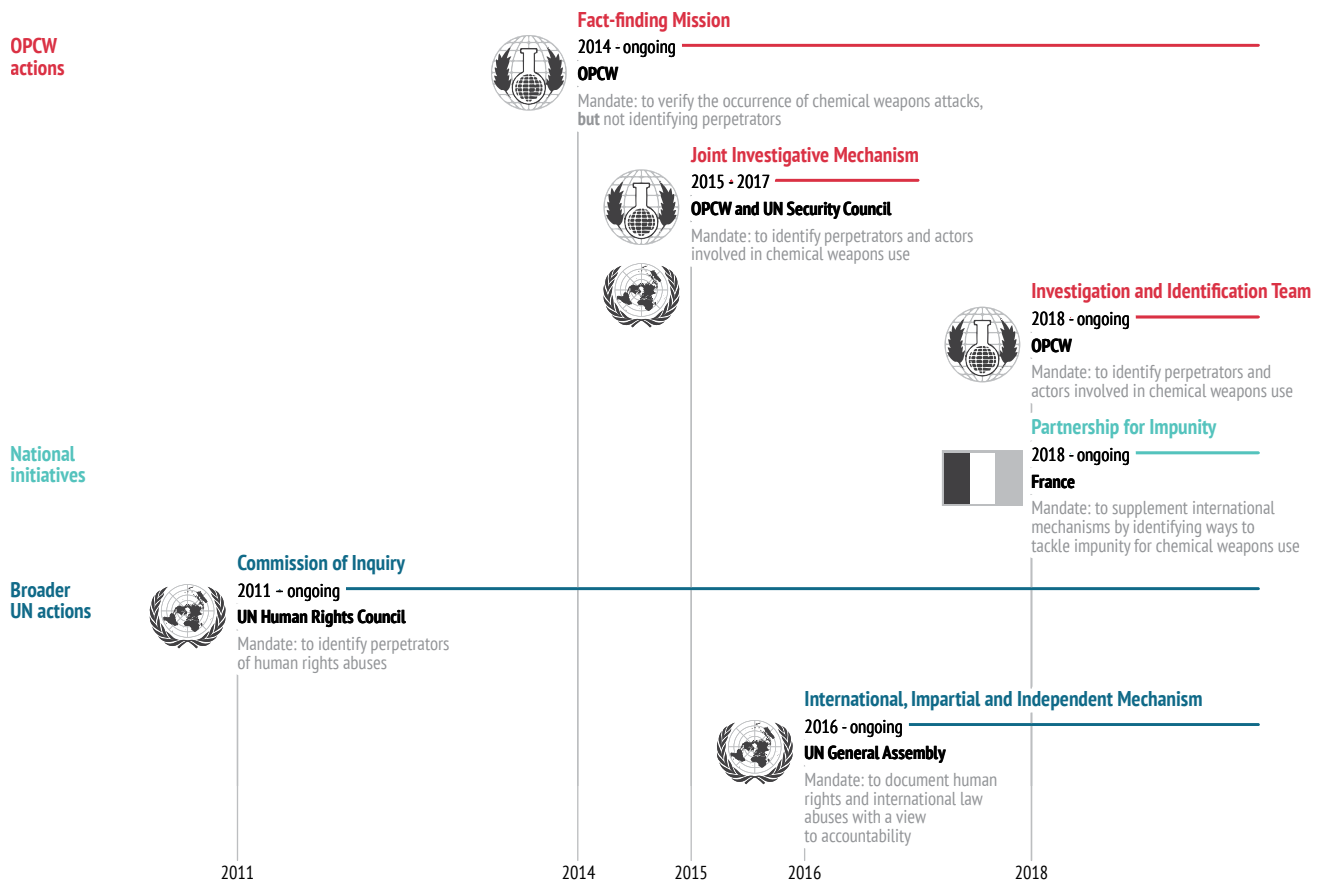 OPCW
actions
Fact-finding Mission
2014 - ongoing
OPCW
Mandate: to verify the occurrence of chemical weapons attacks,
but not identifying perpetrators
Joint Investigative Mechanism
2015 - 2017
OPCW and UN Security Council
Mandate: to identify perpetrators and actors
involved in chemical weapons use
Investigation and Identification Team
2018 - ongoing
OPCW
Mandate: to identify perpetrators and
actors involved in chemical weapons use
National
initiatives
Partnership for Impunity
2018 - ongoing
France
Mandate: to supplement international
mechanisms by identifying ways to
tackle impunity for chemical weapons use
Broader
UN actions
Commission of Inquiry
2011 - ongoing
UN Human Rights Council
Mandate: to identify perpetrators
of human rights abuses
International, Impartial and Independent Mechanism
2016 - ongoing
UN General Assembly
Mandate: to document human
rights and international law
abuses with a view
to accountability
2011
2014
2015
2016
2018